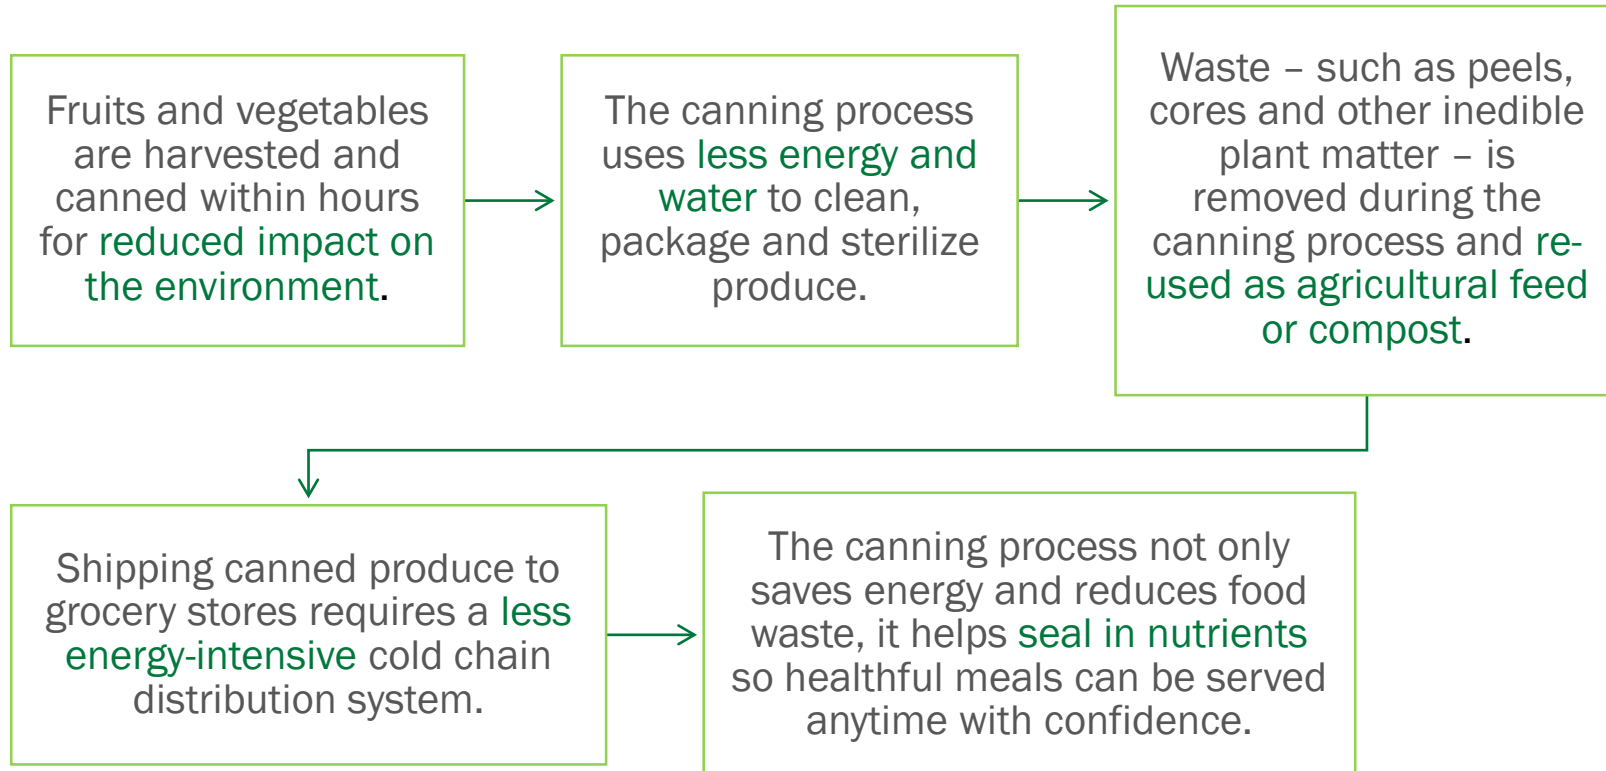 Fruits and vegetables
are harvested and
canned within hours
for reduced impact on
the environment.
The canning process
uses less energy and
water to clean,
package and sterilize
produce.
Waste – such as peels,
cores and other inedible
plant matter – is
removed during the
canning process and re-
used as agricultural feed
or compost.
Shipping canned produce to
grocery stores requires a less
energy-intensive cold chain
distribution system.
The canning process not only
saves energy and reduces food
waste, it helps seal in nutrients
so healthful meals can be served
anytime with confidence.